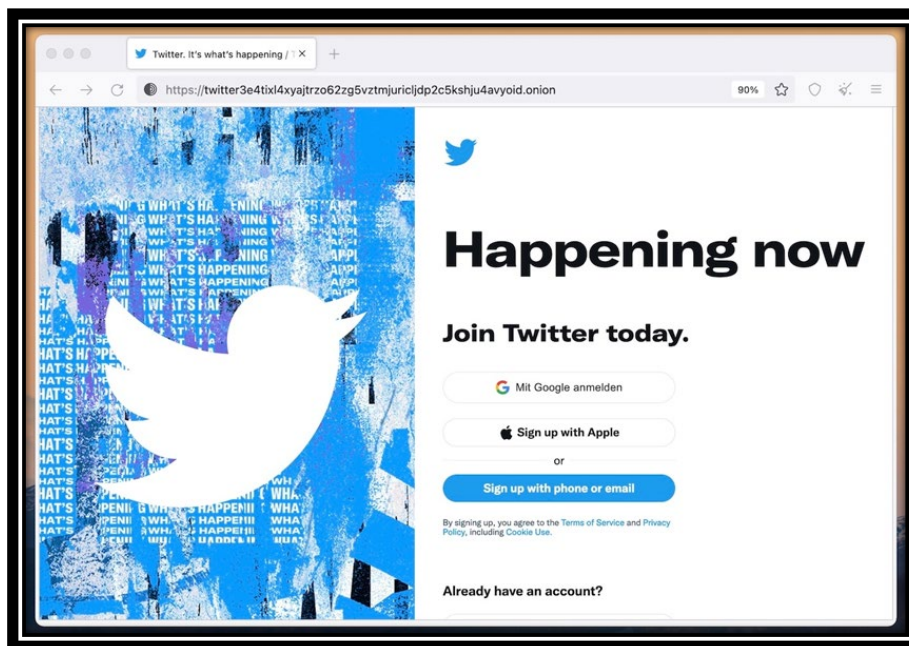 Twitter. It's what's happening / T
https://twitter3e4tixl4xyajtrzo62zg5vztmjuricljdp2c5kshju4avyoid.onion
90%
Happening now
Join Twitter today.
Mit Google anmelden
Sign up with Apple
or
Sign up with phone or email
By signing up, you agree to the Terms of Service and Privacy
Policy, including Cookie Use.
Already have an account?
WHAT'S HAPPENING